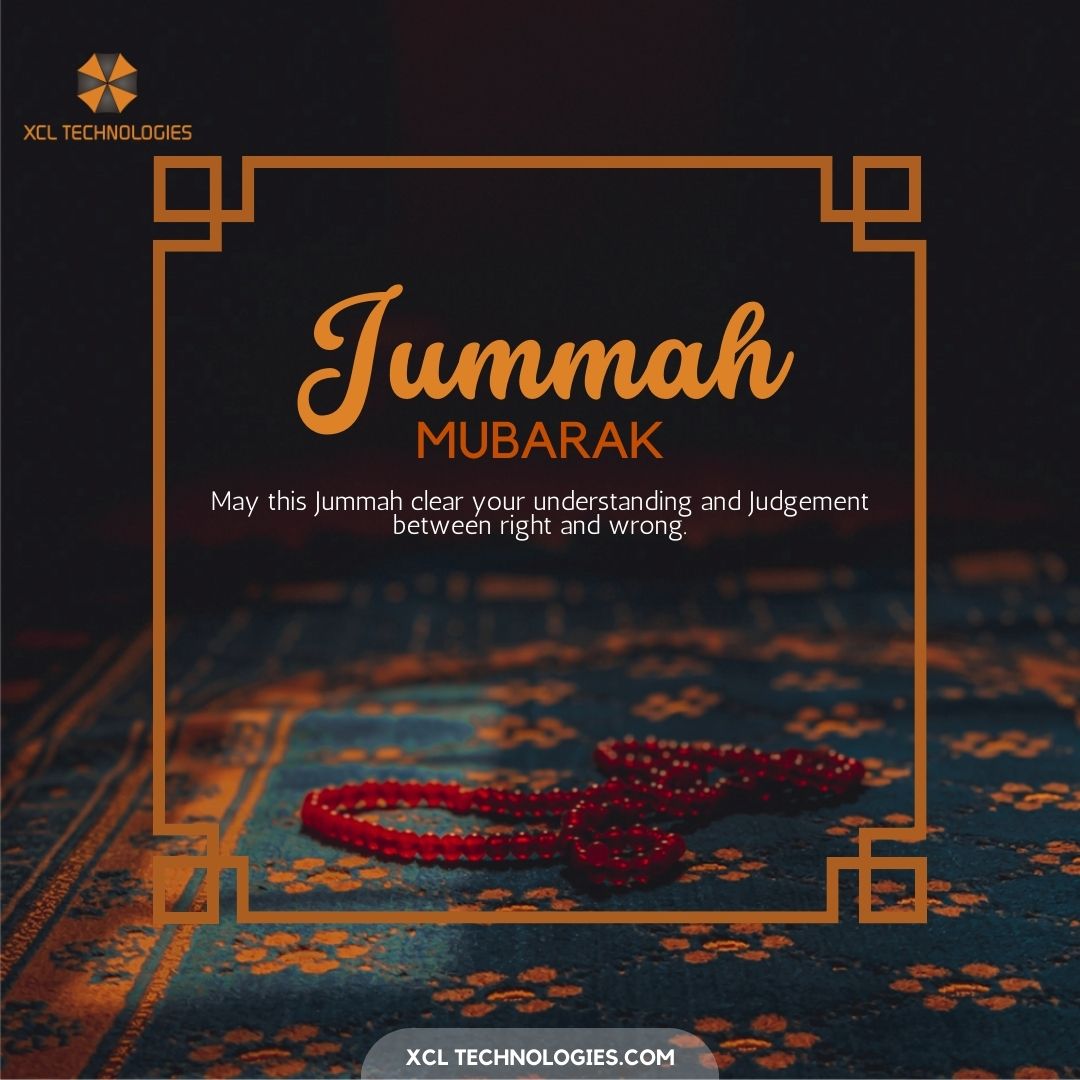 XCL TECHNOLOGIES
Jummah
MUBARAK
May this Jummah clear your understanding and Judgement
between right and wrong.
XCL TECHNOLOGIES.COM